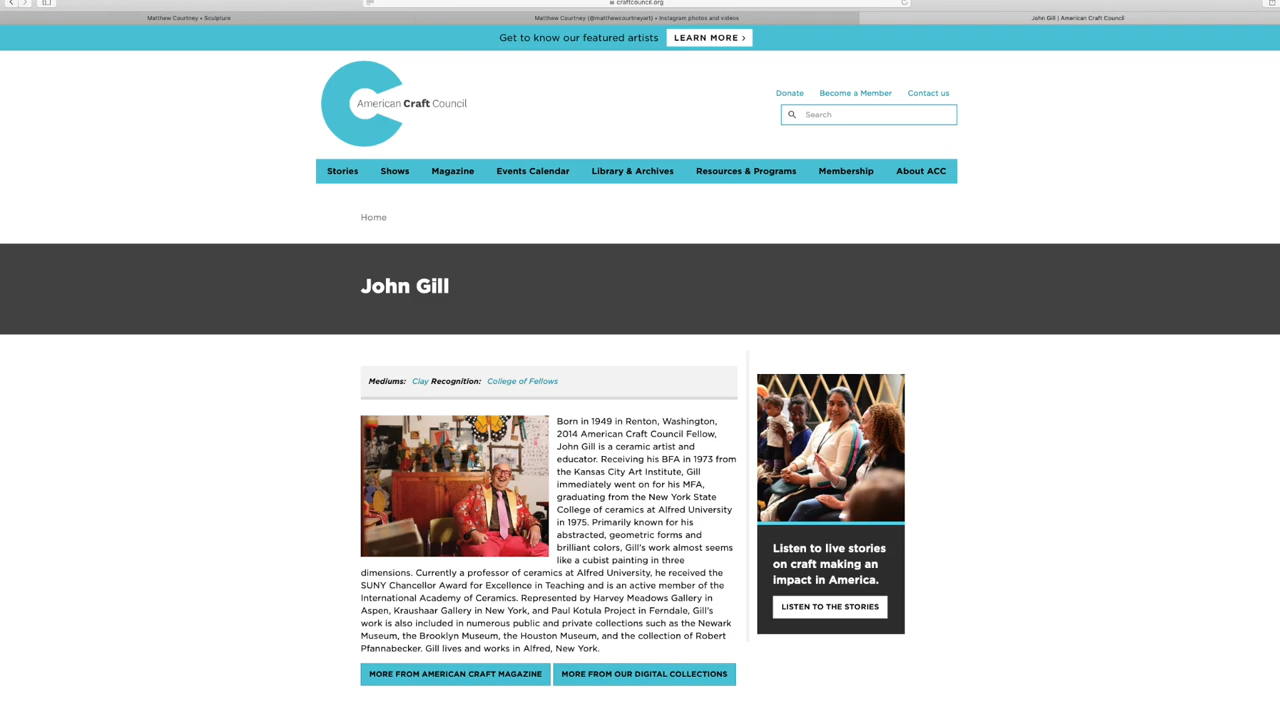 craftcouncil.org
Matthew Courtney • Sculpture
Matthew Courtney (@matthewcourtneyart) • Instagram photos and videos
John Gill | American Craft Council
Get to know our featured artists LEARN MORE >
American Craft Council
Donate Become a Member Contact us
Search
Stories Shows Magazine Events Calendar Library & Archives Resources & Programs Membership About ACC
Home
John Gill
Mediums: Clay Recognition: College of Fellows
Born in 1949 in Renton, Washington,
2014 American Craft Council Fellow,
John Gill is a ceramic artist and
educator. Receiving his BFA in 1973 from
the Kansas City Art Institute, Gill
immediately went on for his MFA,
graduating from the New York State
College of ceramics at Alfred University
in 1975. Primarily known for his
abstracted, geometric forms and
brilliant colors, Gill's work almost seems
like a cubist painting in three
dimensions. Currently a professor of ceramics at Alfred University, he received the
SUNY Chancellor Award for Excellence in Teaching and is an active member of the
International Academy of Ceramics. Represented by Harvey Meadows Gallery in
Aspen, Kraushaar Gallery in New York, and Paul Kotula Project in Ferndale, Gill's
work is also included in numerous public and private collections such as the Newark
Museum, the Brooklyn Museum, the Houston Museum, and the collection of Robert
Pfannabecker. Gill lives and works in Alfred, New York.
MORE FROM AMERICAN CRAFT MAGAZINE MORE FROM OUR DIGITAL COLLECTIONS
Listen to live stories
on craft making an
impact in America.
LISTEN TO THE STORIES